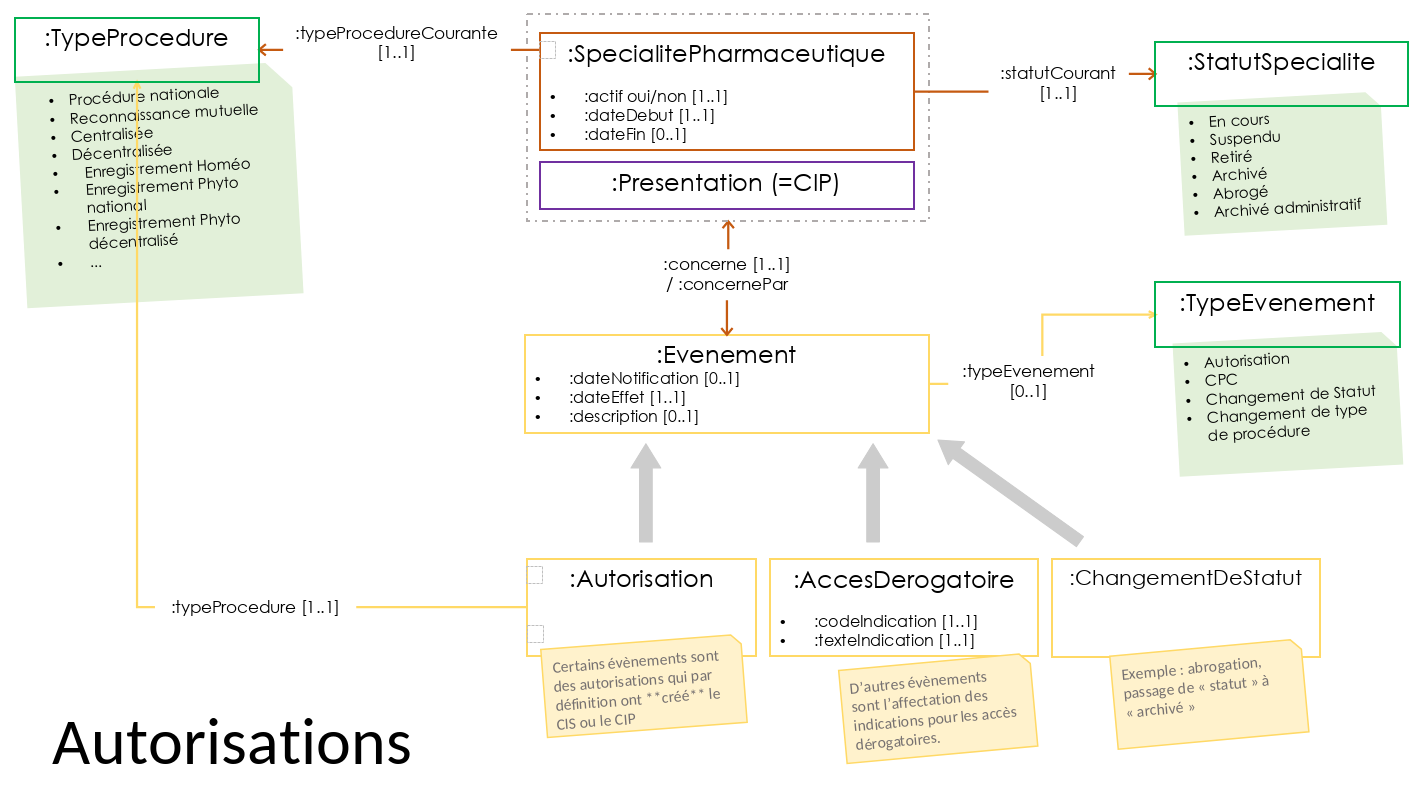 :TypeProcedure
• Procédure nationale
• Reconnaissance mutuelle
• Centralisée
• Décentralisée
• Enregistrement Homéo
• Enregistrement Phyto
national
• Enregistrement Phyto
décentralisé
• ...
:typeProcedureCourante
[1..1]
:SpecialitePharmaceutique
• :actif oui/non [1..1]
• :dateDebut [1..1]
• :dateFin [0..1]
:Presentation (=CIP)
:statutCourant
[1..1]
:StatutSpecialite
• En cours
• Suspendu
• Retiré
• Archivé
• Abrogé
• Archivé administratif
:concerne [1..1]
/ :concernePar
:Evenement
• :dateNotification [0..1]
• :dateEffet [1..1]
• :description [0..1]
:typeEvenement
[0..1]
:TypeEvenement
• Autorisation
• CPC
• Changement de Statut
• Changement de type
de procédure
:typeProcedure [1..1]
:Autorisation
Certains évènements sont
des autorisations qui par
définition ont **créé** le
CIS ou le CIP
:AccesDerogatoire
• :codeIndication [1..1]
• :texteIndication [1..1]
D'autres évènements
sont l'affectation des
indications pour les accès
dérogatoires.
:ChangementDeStatut
Exemple : abrogation,
passage de « statut » à
« archivé »
Autorisations